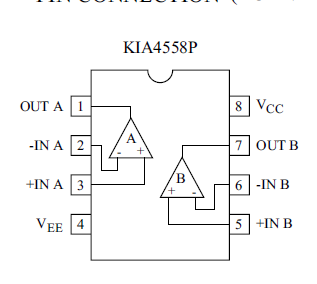 KIA4558P
OUT A 1
8 VCC
-IN A 2
A
- +
7 OUT B
+IN A 3
B
+ -
6 -IN B
VEE 4
5 +IN B